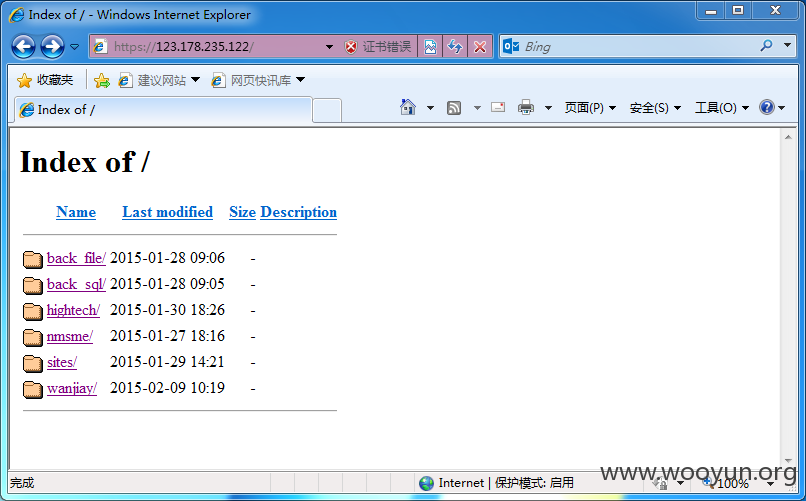 Index of / - Windows Internet Explorer
https://123.178.235.122/ 证书错误 Bing
收藏夹 建议网站 网页快讯库
Index of / 页面(P) 安全(S) 工具(O)
Index of /
Name Last modified Size Description
back_file/ 2015-01-28 09:06 -
back_sql/ 2015-01-28 09:05 -
hightech/ 2015-01-30 18:26 -
nmsme/ 2015-01-27 18:16 -
sites/ 2015-01-29 14:21 -
wanjiay/ 2015-02-09 10:19 -
www.wooyun.org
完成 Internet | 保护模式: 启用 100%